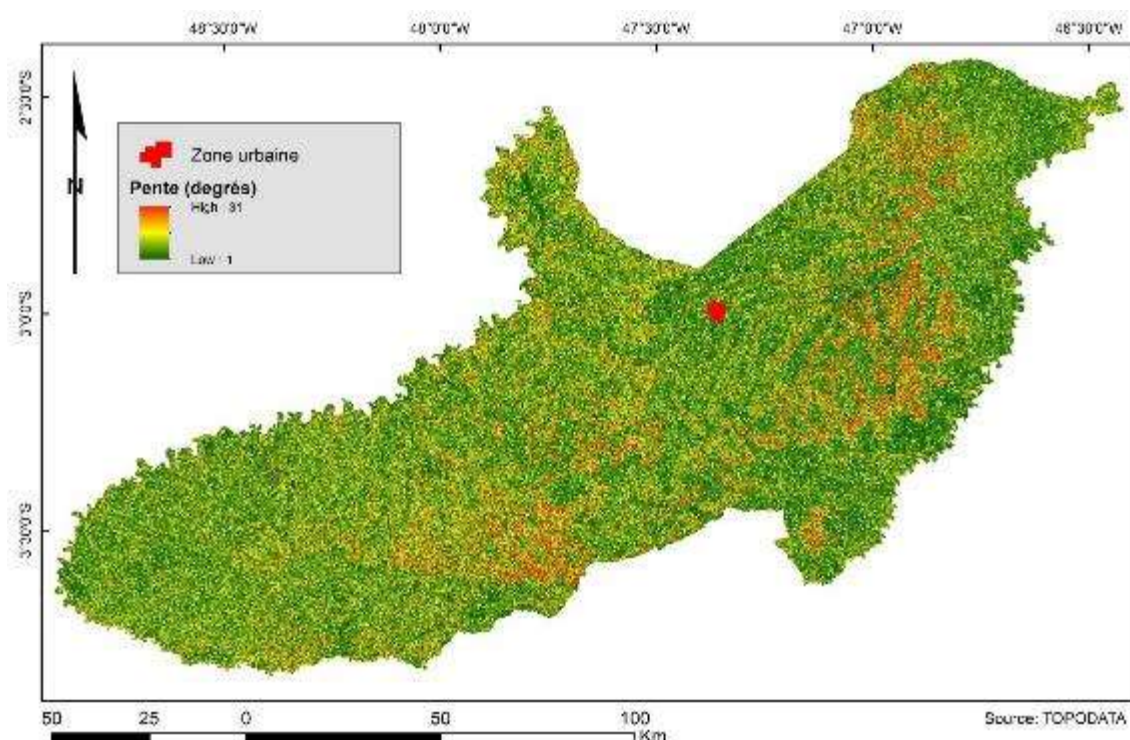 48°30'0"W 48°0'0"W 47°30'0"W 47°0'0"W 46°30'0"W
2°30'0"S
3°0'0"S
3°30'0"S
N
Zone urbaine
Pente (degrés)
High : 31
Low : 1
50 25 0 50 100
Km
Source: TOPODATA